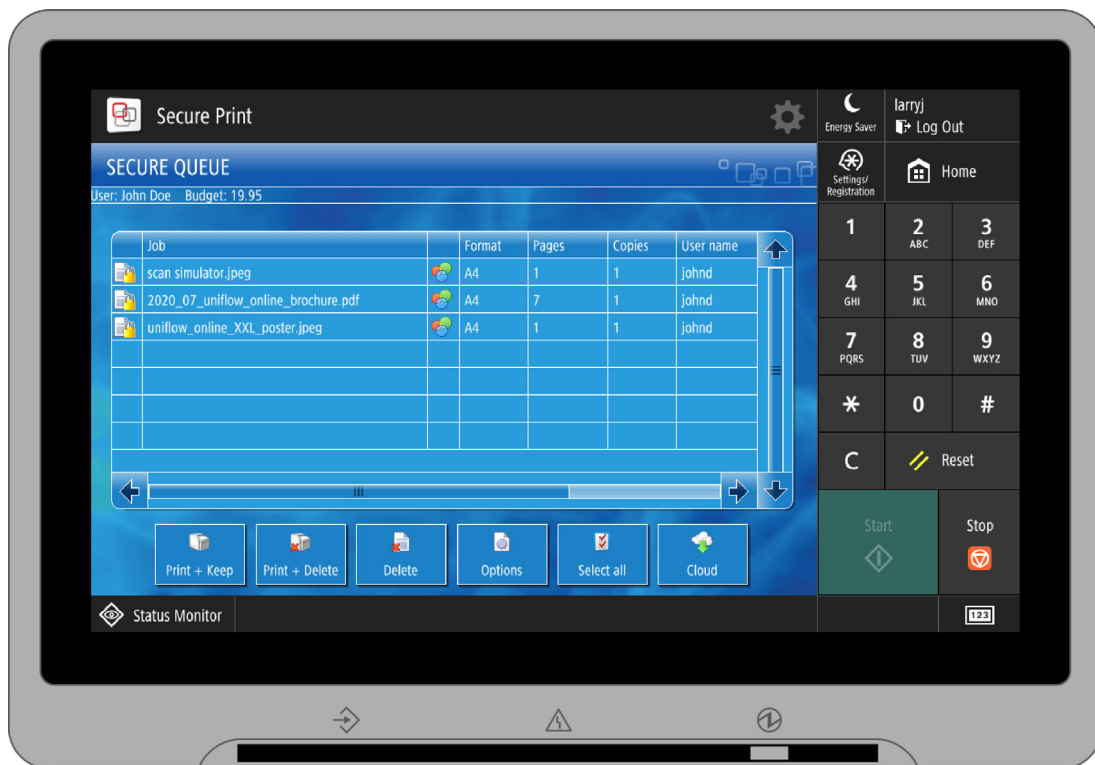 Secure Print
Energy Saver
larryj
Log Out
SECURE QUEUE
User: John Doe Budget: 19.95
Settings/
Registration
Home
Job Format Pages Copies User name
scan simulator.jpeg A4 1 1 johnd
2020_07_uniflow_online_brochure.pdf A4 7 1 johnd
uniflow_online_XXL_poster.jpeg A4 1 1 johnd
Print + Keep Print + Delete Delete Options Select all Cloud
Status Monitor
1 2 3
ABC DEF
4 5 6
GHI JKL MNO
7 8 9
PQRS TUV WXYZ
* 0 #
C Reset
Start Stop
123